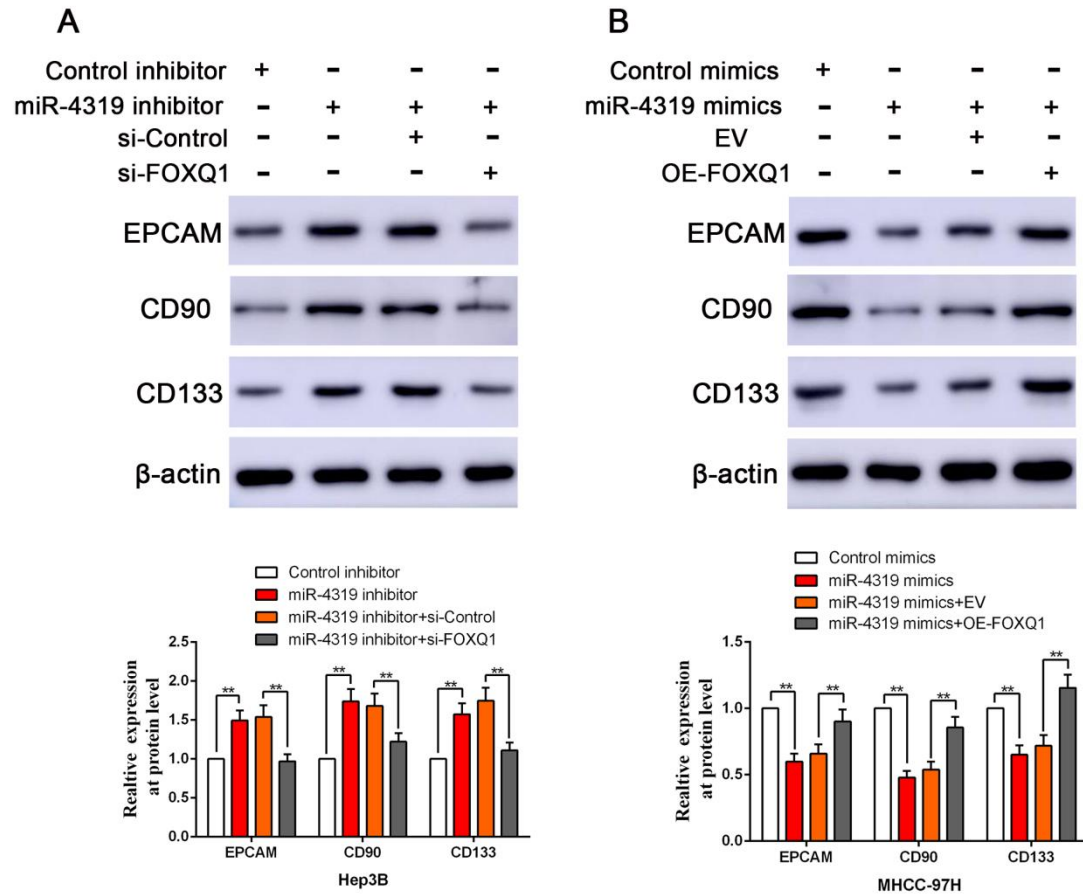 A
Control inhibitor + - - -
miR-4319 inhibitor - + + +
si-Control - - + -
si-FOXQ1 - - - +
EPCAM
CD90
CD133
β-actin
Control inhibitor
miR-4319 inhibitor
miR-4319 inhibitor+si-Control
miR-4319 inhibitor+si-FOXQ1
Realtive expression
at protein level
2.5
2.0
1.5
1.0
0.5
0.0
** ** ** ** ** **
EPCAM CD90 CD133
Hep3B
B
Control mimics + - - -
miR-4319 mimics - + + +
EV - - + -
OE-FOXQ1 - - - +
EPCAM
CD90
CD133
β-actin
Control mimics
miR-4319 mimics
miR-4319 mimics+EV
miR-4319 mimics+OE-FOXQ1
Realtive expression
at protein level
1.5
1.0
0.5
0.0
** ** ** ** ** **
EPCAM CD90 CD133
MHCC-97H